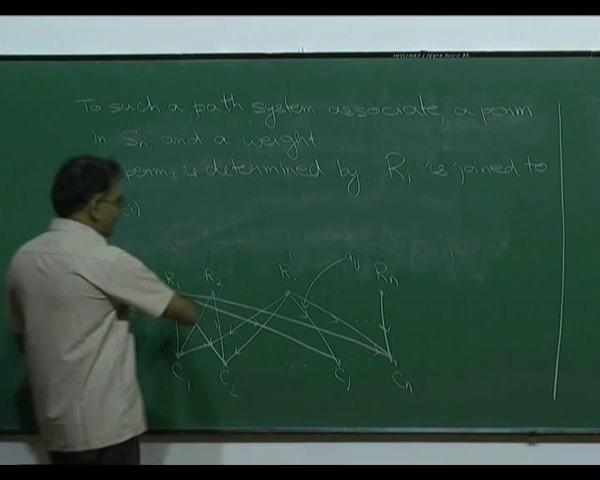 To such a path system associate a perm
in Sn and a weight
perm, is determined by Ri is joined to
R1 R2 Ri Rn
C1 C2 Cj Cn